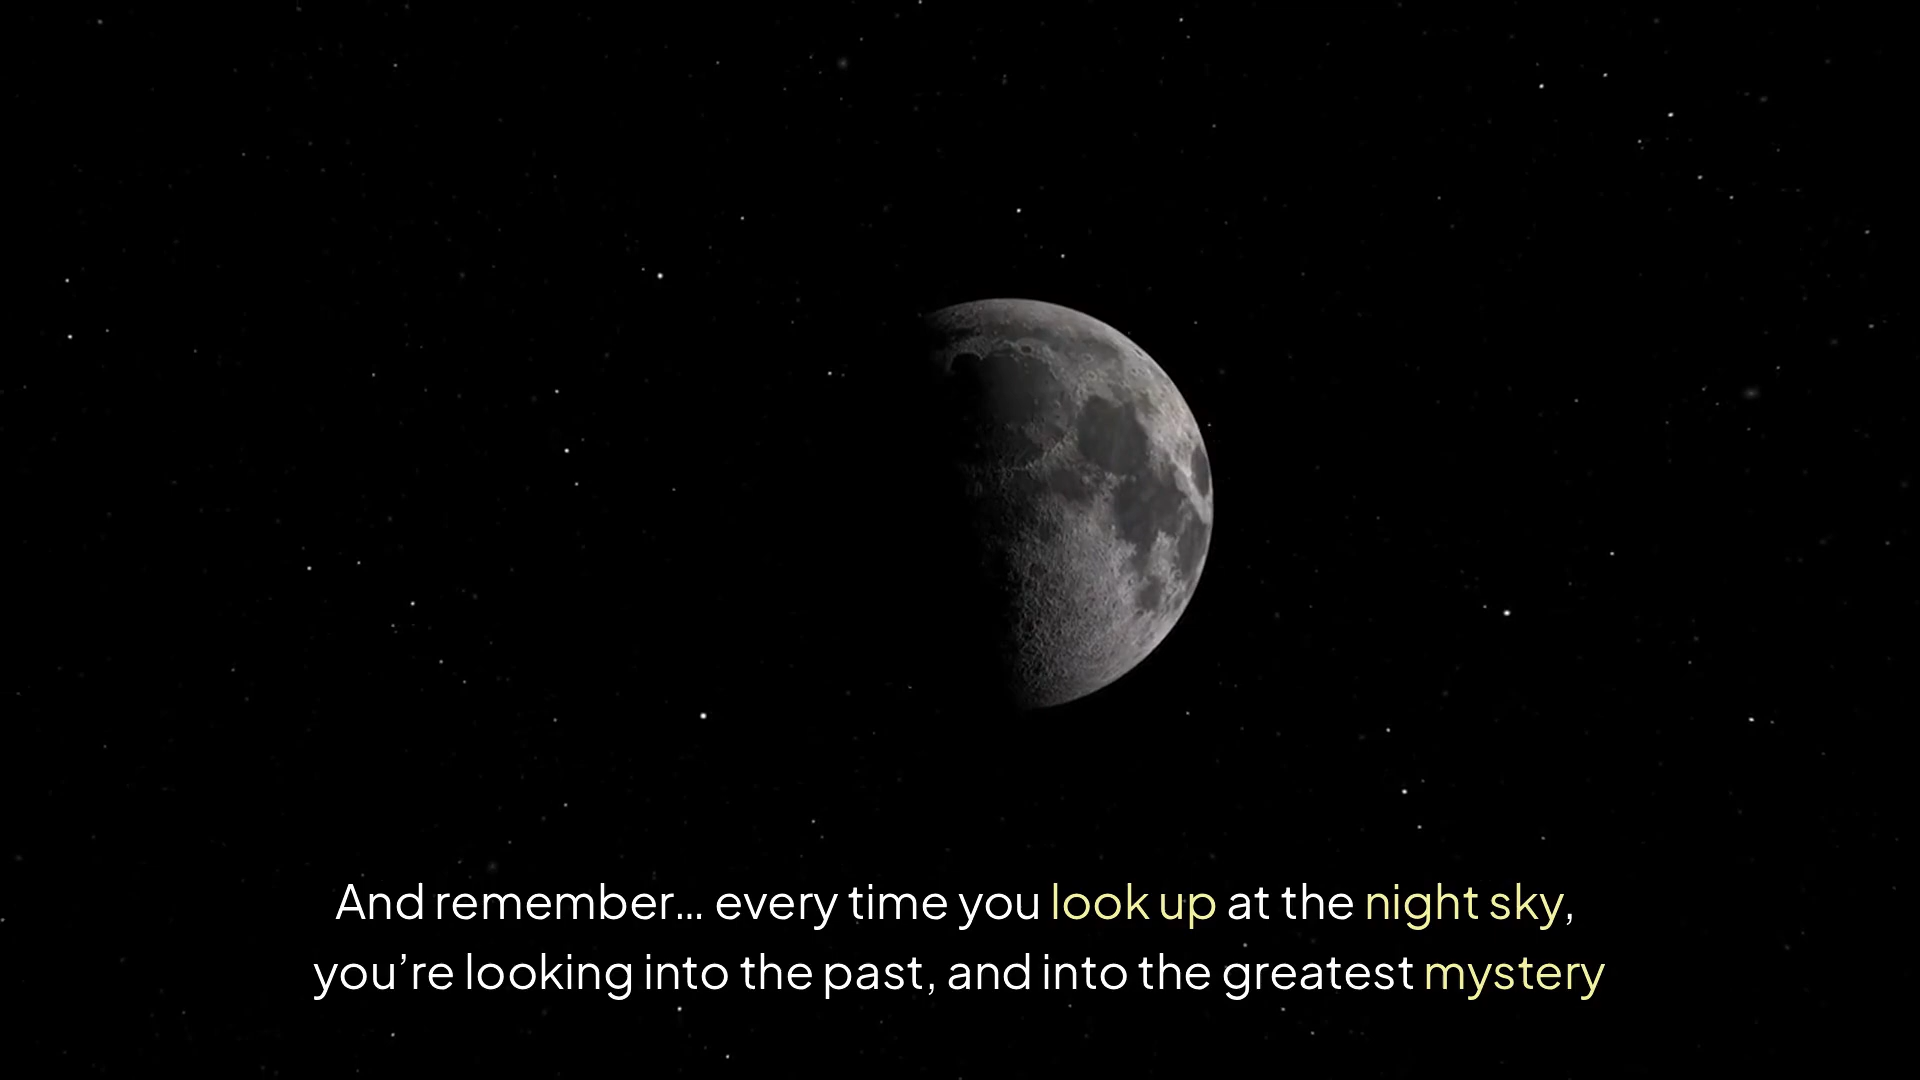 And remember... every time you look up at the night sky,
you’re looking into the past, and into the greatest mystery